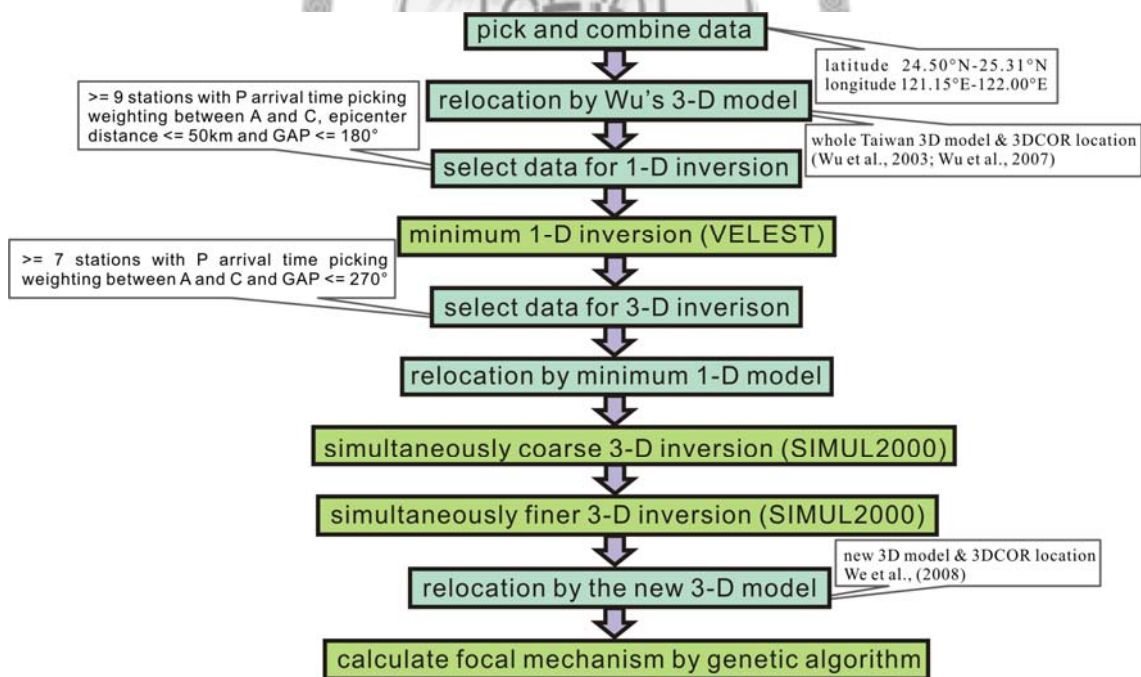 pick and combine data
latitude 24.50°N-25.31°N
longitude 121.15°E-122.00°E
>= 9 stations with P arrival time picking
weighting between A and C, epicenter
distance <= 50km and GAP <= 180°
relocation by Wu's 3-D model
whole Taiwan 3D model & 3DCOR location
(Wu et al., 2003; Wu et al., 2007)
select data for 1-D inversion
minimum 1-D inversion (VELEST)
>= 7 stations with P arrival time picking
weighting between A and C and GAP <= 270°
select data for 3-D inverison
relocation by minimum 1-D model
simultaneously coarse 3-D inversion (SIMUL2000)
simultaneously finer 3-D inversion (SIMUL2000)
new 3D model & 3DCOR location
We et al., (2008)
relocation by the new 3-D model
calculate focal mechanism by genetic algorithm